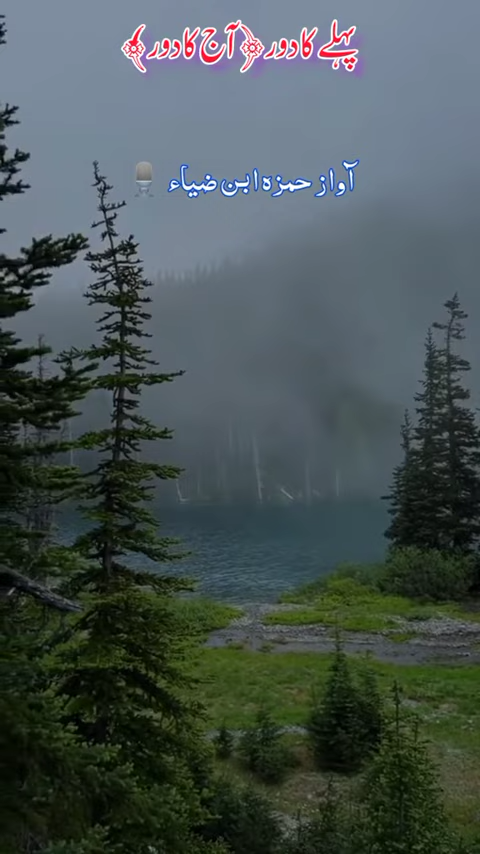 پہلے کا دور ﴿آج کا دور﴾
آواز حمزہ ابن ضیاء 🎙️